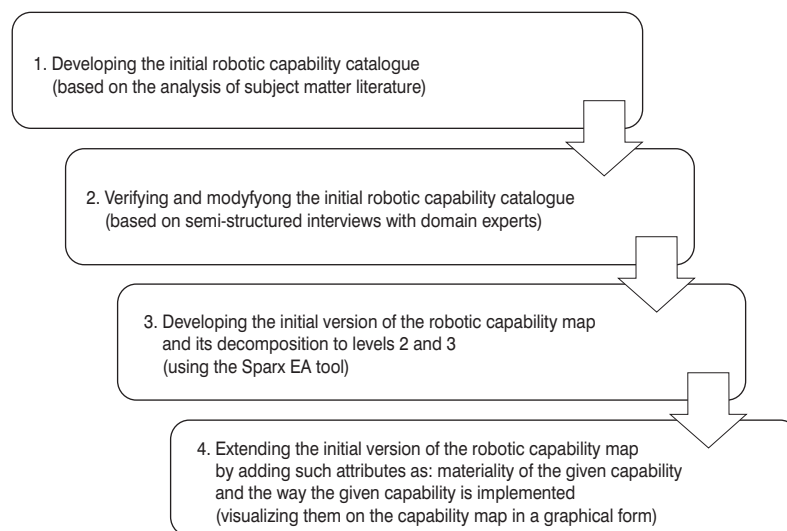 1. Developing the initial robotic capability catalogue
(based on the analysis of subject matter literature)
2. Verifying and modyfyong the initial robotic capability catalogue
(based on semi-structured interviews with domain experts)
3. Developing the initial version of the robotic capability map
and its decomposition to levels 2 and 3
(using the Sparx EA tool)
4. Extending the initial version of the robotic capability map
by adding such attributes as: materiality of the given capability
and the way the given capability is implemented
(visualizing them on the capability map in a graphical form)